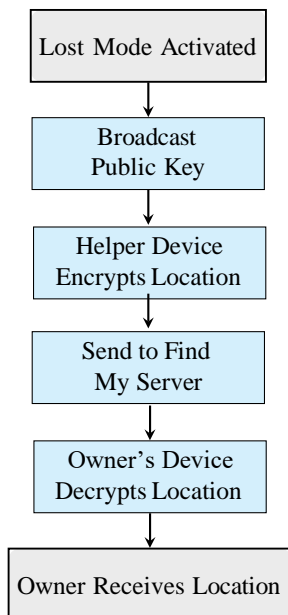 Lost Mode Activated
Broadcast
Public Key
Helper Device
Encrypts Location
Send to Find
My Server
Owner’s Device
Decrypts Location
Owner Receives Location